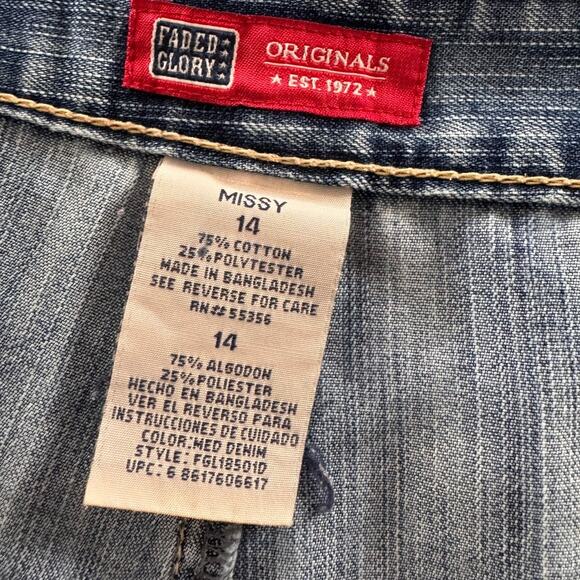 FADED
GLORY
ORIGINALS
★ EST. 1972 ★
MISSY
14
75% COTTON
25% POLYTESTER
MADE IN BANGLADESH
SEE REVERSE FOR CARE
RN# 55356
14
75% ALGODON
25% POLIESTER
HECHO EN BANGLADESH
VER EL REVERSO PARA
INSTRUCCIONES DE CUIDADO
COLOR:MED DENIM
STYLE: FGL18501D
UPC: 6 8617606617